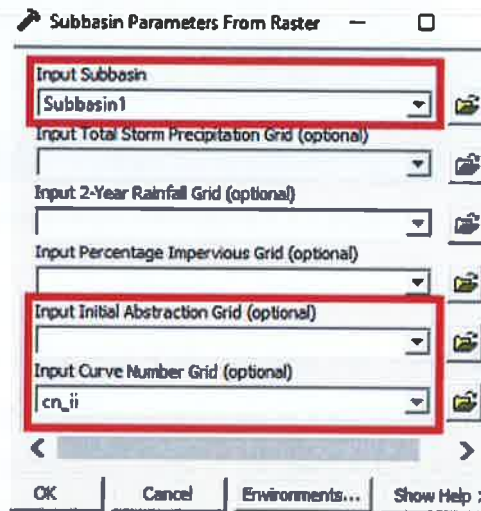 Subbasin Parameters From Raster
Input Subbasin
Subbasin1
Input Total Storm Precipitation Grid (optional)
Input 2-Year Rainfall Grid (optional)
Input Percentage Impervious Grid (optional)
Input Initial Abstraction Grid (optional)
Input Curve Number Grid (optional)
cn_ii
OK Cancel Environments... Show Help >